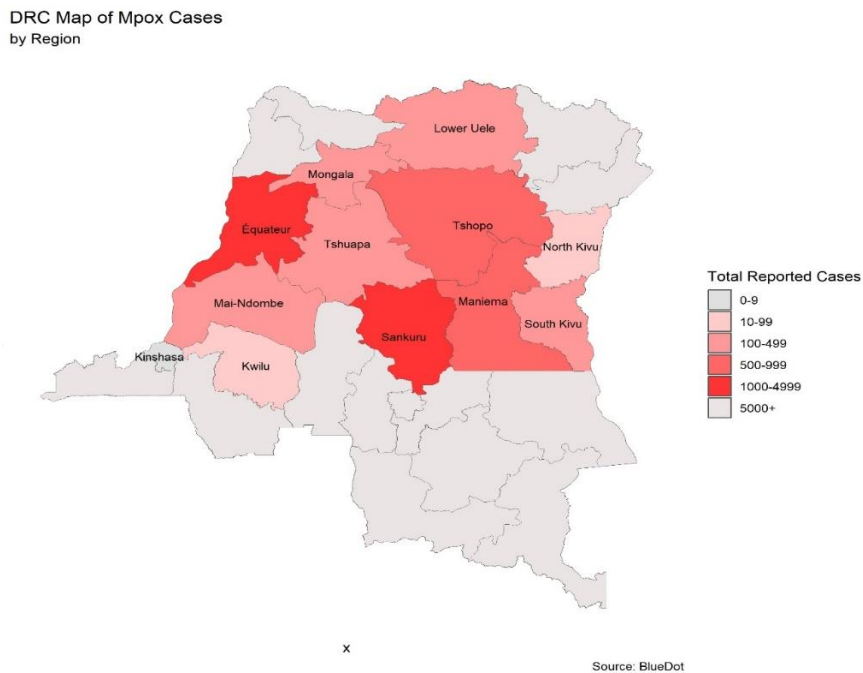 DRC Map of Mpox Cases
by Region
Lower Uele
Mongala
Équateur
Tshopo
Tshuapa
North Kivu
Mai-Ndombe
Maniema
South Kivu
Sankuru
Kinshasa
Kwilu
Total Reported Cases
0-9
10-99
100-499
500-999
1000-4999
5000+
x
Source: BlueDot